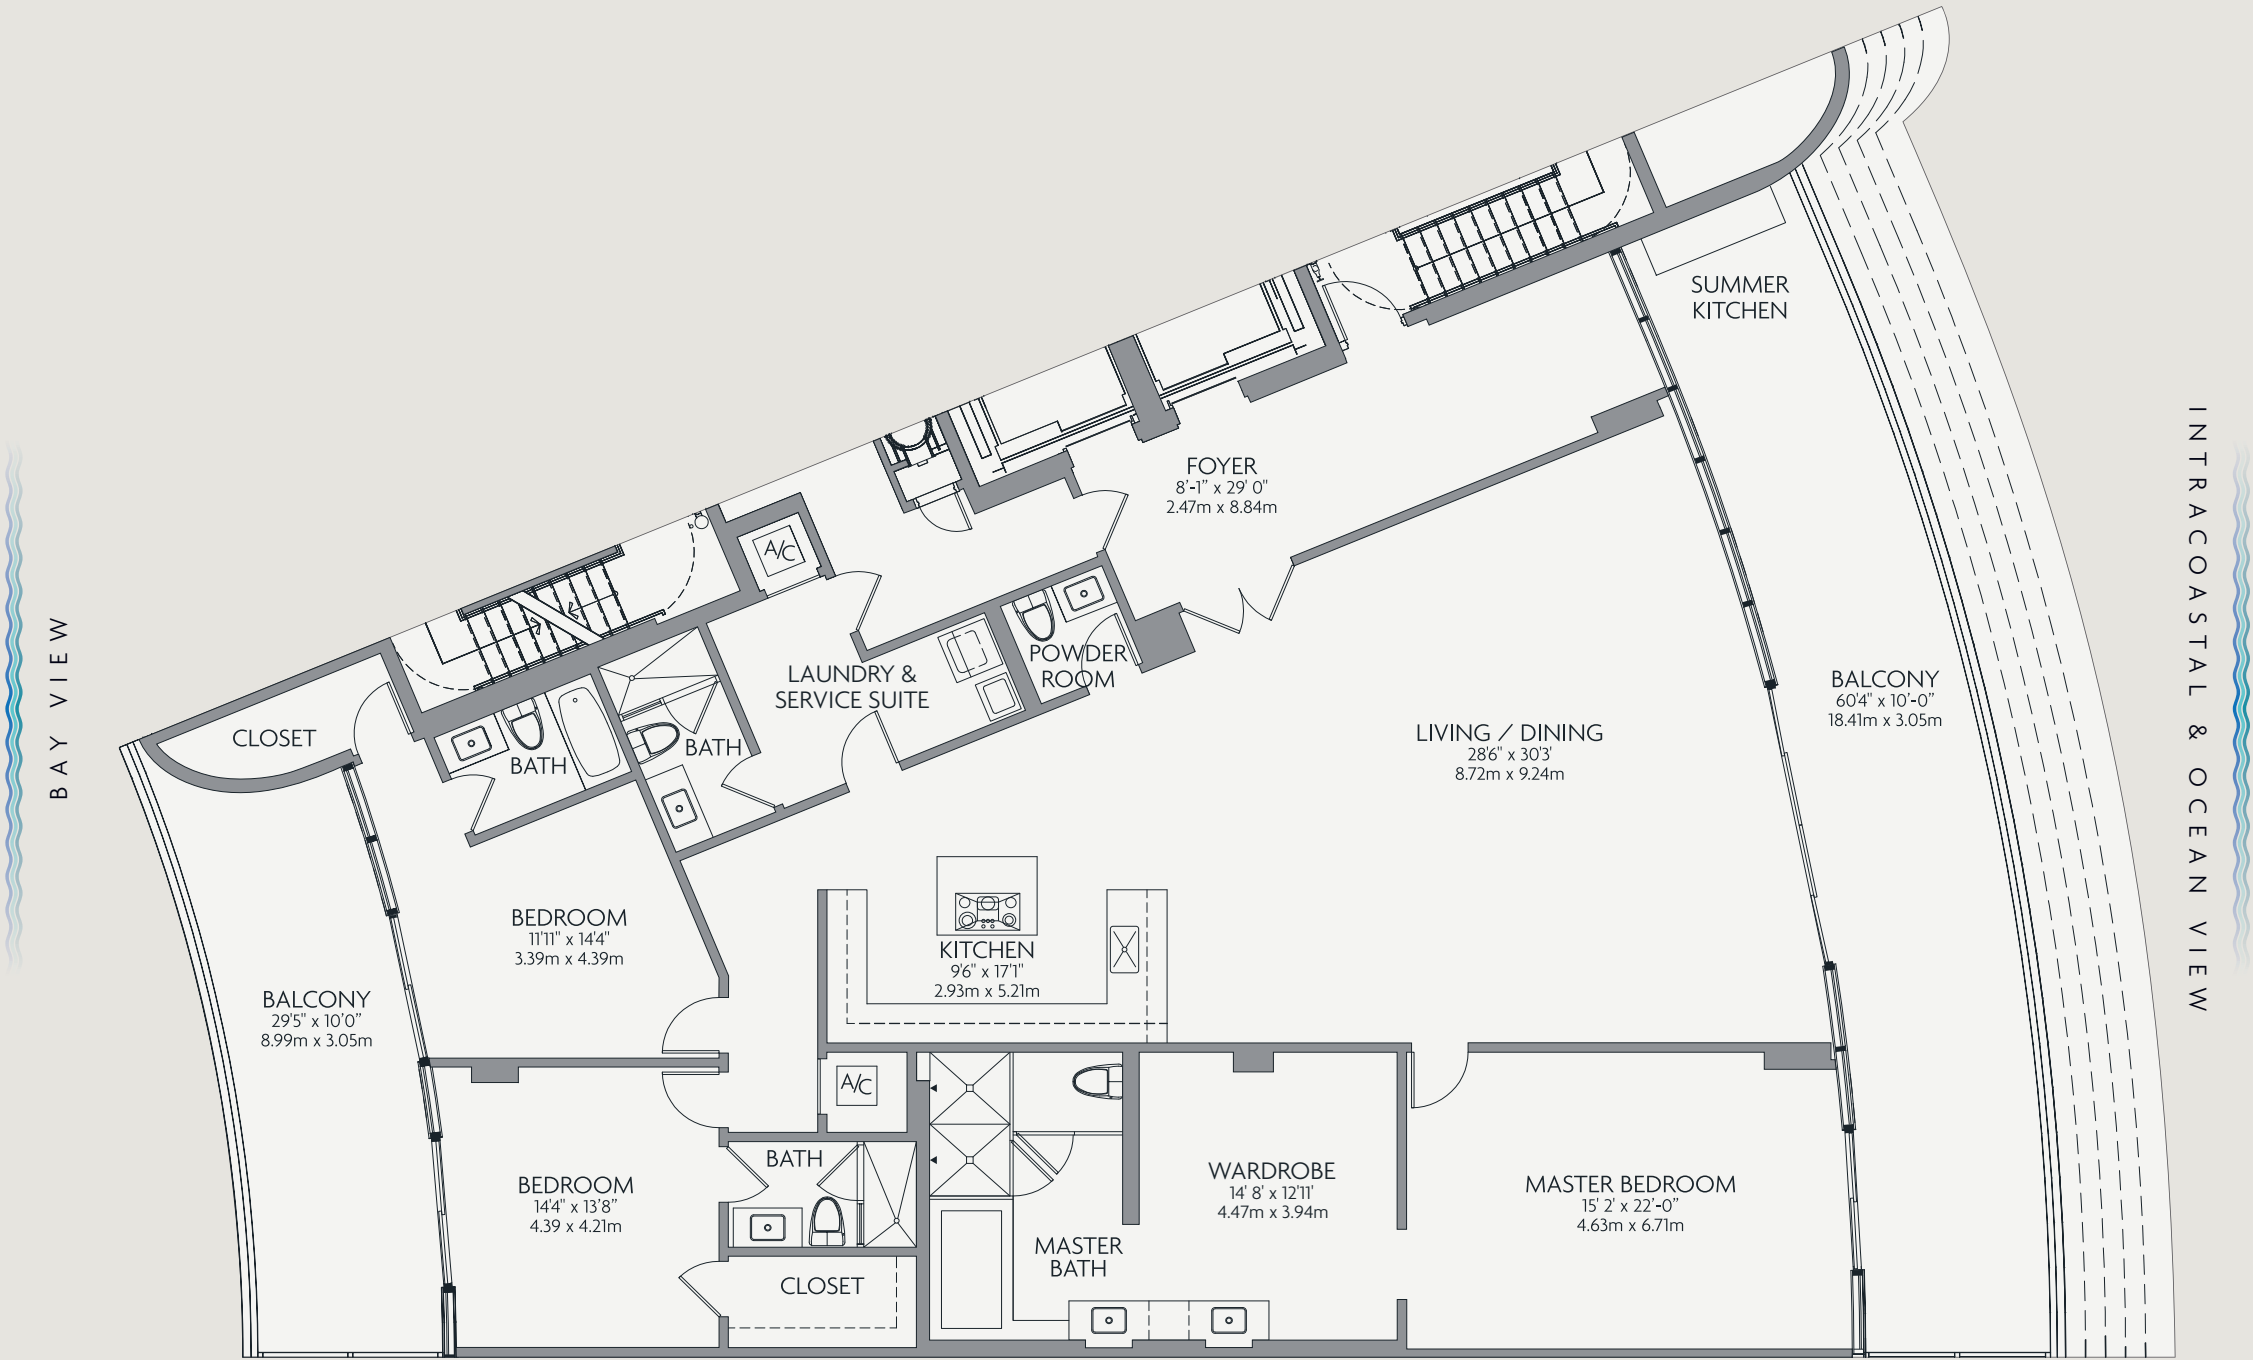 SUMMER
KITCHEN
FOYER
8'-1” x 29' 0"
2.47m x 8.84m
A/C
POWDER
ROOM
LAUNDRY &
SERVICE SUITE
BATH
CLOSET
BATH
BALCONY
60'4" x 10'-0”
18.41m x 3.05m
LIVING / DINING
28'6" x 30'3'
8.72m x 9.24m
BEDROOM
11'11" x 14'4"
3.39m x 4.39m
KITCHEN
9'6" x 17'1"
2.93m x 5.21m
BALCONY
29'5" x 10'0”
8.99m x 3.05m
A/C
BATH
BEDROOM
14'4" x 13'8”
4.39 x 4.21m
WARDROBE
14' 8' x 12'11'
4.47m x 3.94m
MASTER BEDROOM
15' 2' x 22'-0”
4.63m x 6.71m
MASTER
BATH
CLOSET
BAY VIEW
INTRACOASTAL & OCEAN VIEW